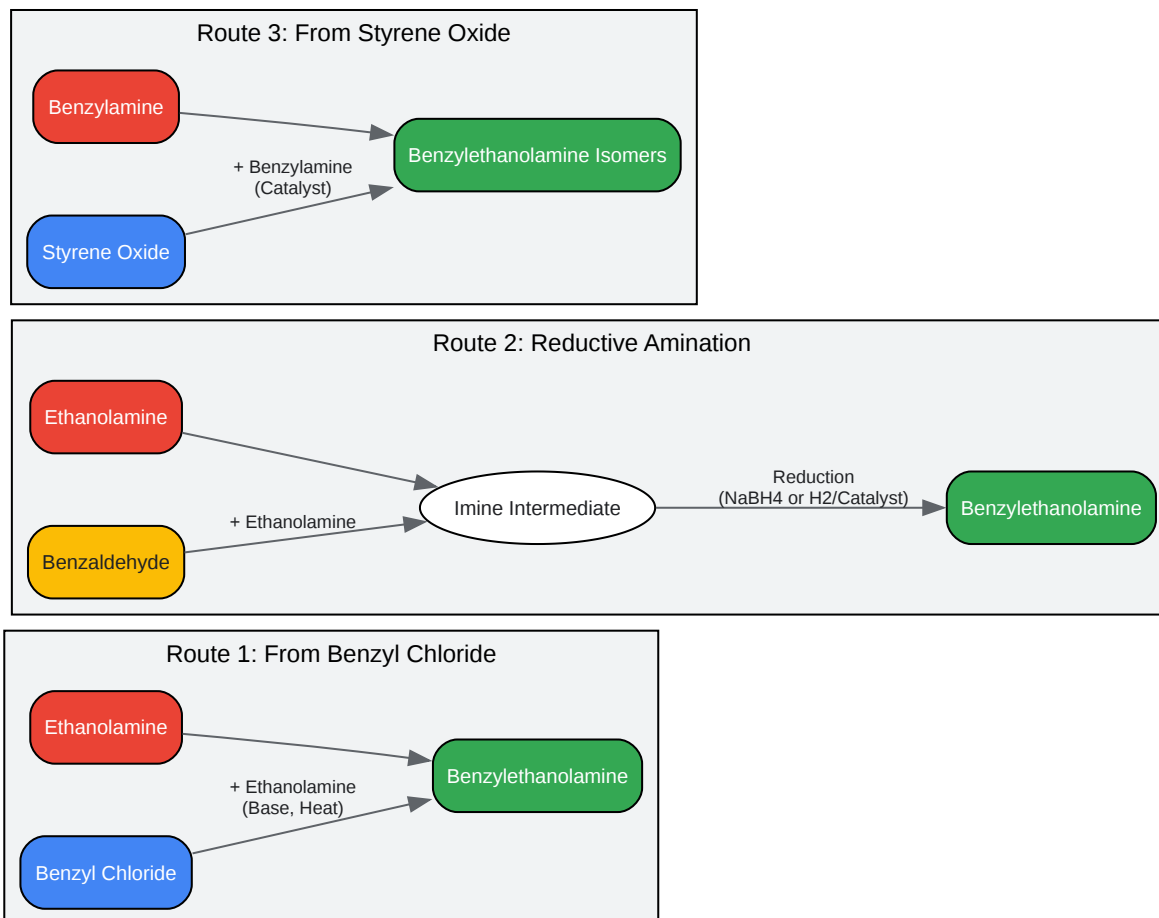 Route 3: From Styrene Oxide
Benzylamine
+ Benzylamine
(Catalyst)
Benzylethanolamine Isomers
Styrene Oxide
Route 2: Reductive Amination
Ethanolamine
+ Ethanolamine
Benzaldehyde
Imine Intermediate
Reduction
(NaBH4 or H2/Catalyst)
Benzylethanolamine
Route 1: From Benzyl Chloride
Ethanolamine
+ Ethanolamine
(Base, Heat)
Benzylethanolamine
Benzyl Chloride